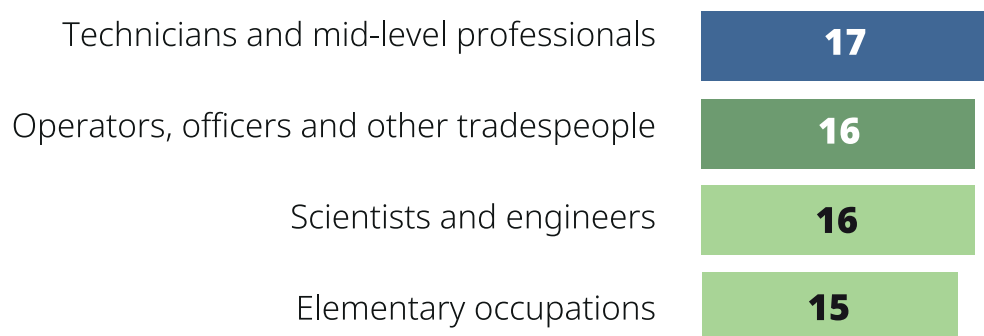 Technicians and mid-level professionals 17
Operators, officers and other tradespeople 16
Scientists and engineers 16
Elementary occupations 15